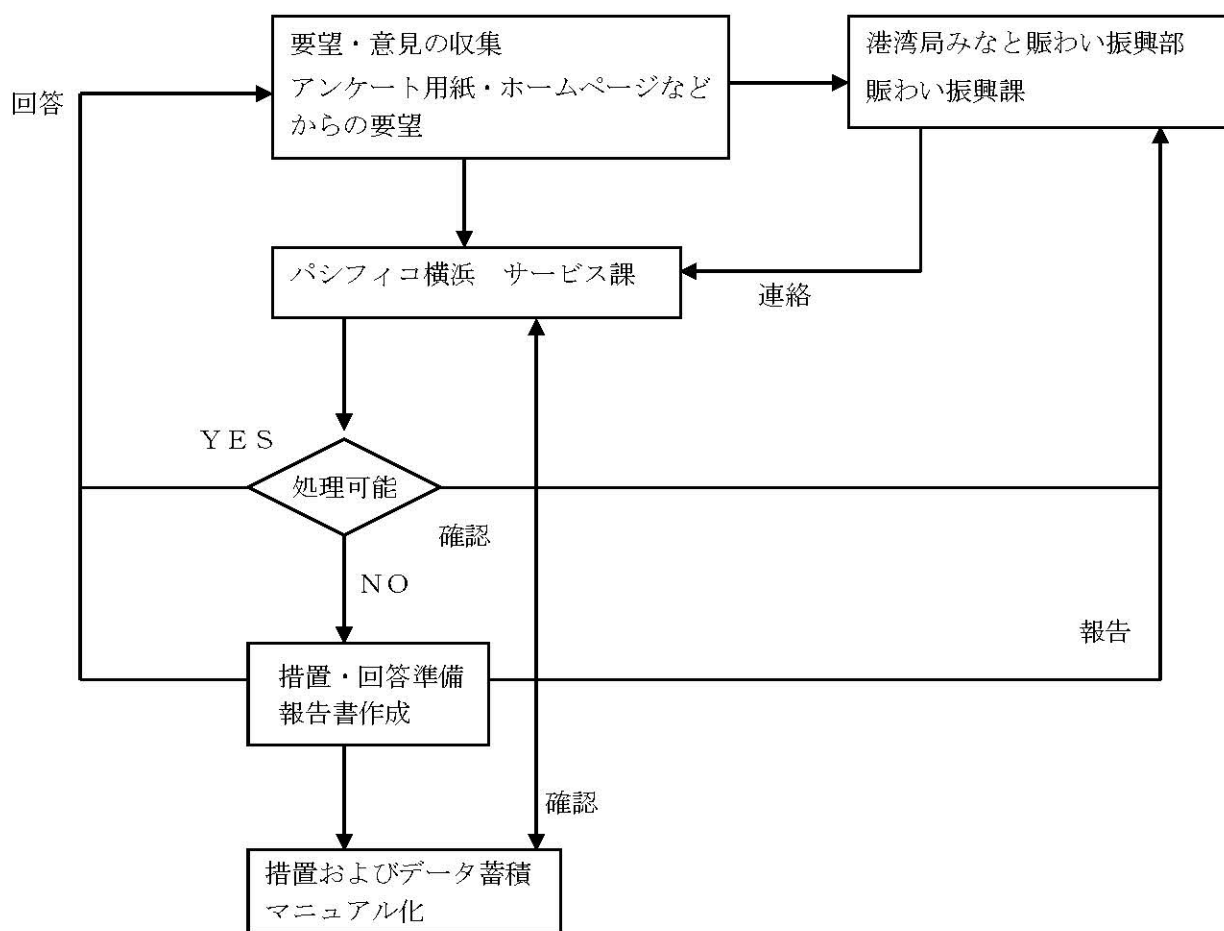 要望・意見の収集
アンケート用紙・ホームページなど
からの要望
港湾局みなと賑わい振興部
賑わい振興課
回答
パシフィコ横浜　サービス課
連絡
ＹＥＳ
処理可能
確認
ＮＯ
報告
措置・回答準備
報告書作成
確認
措置およびデータ蓄積
マニュアル化